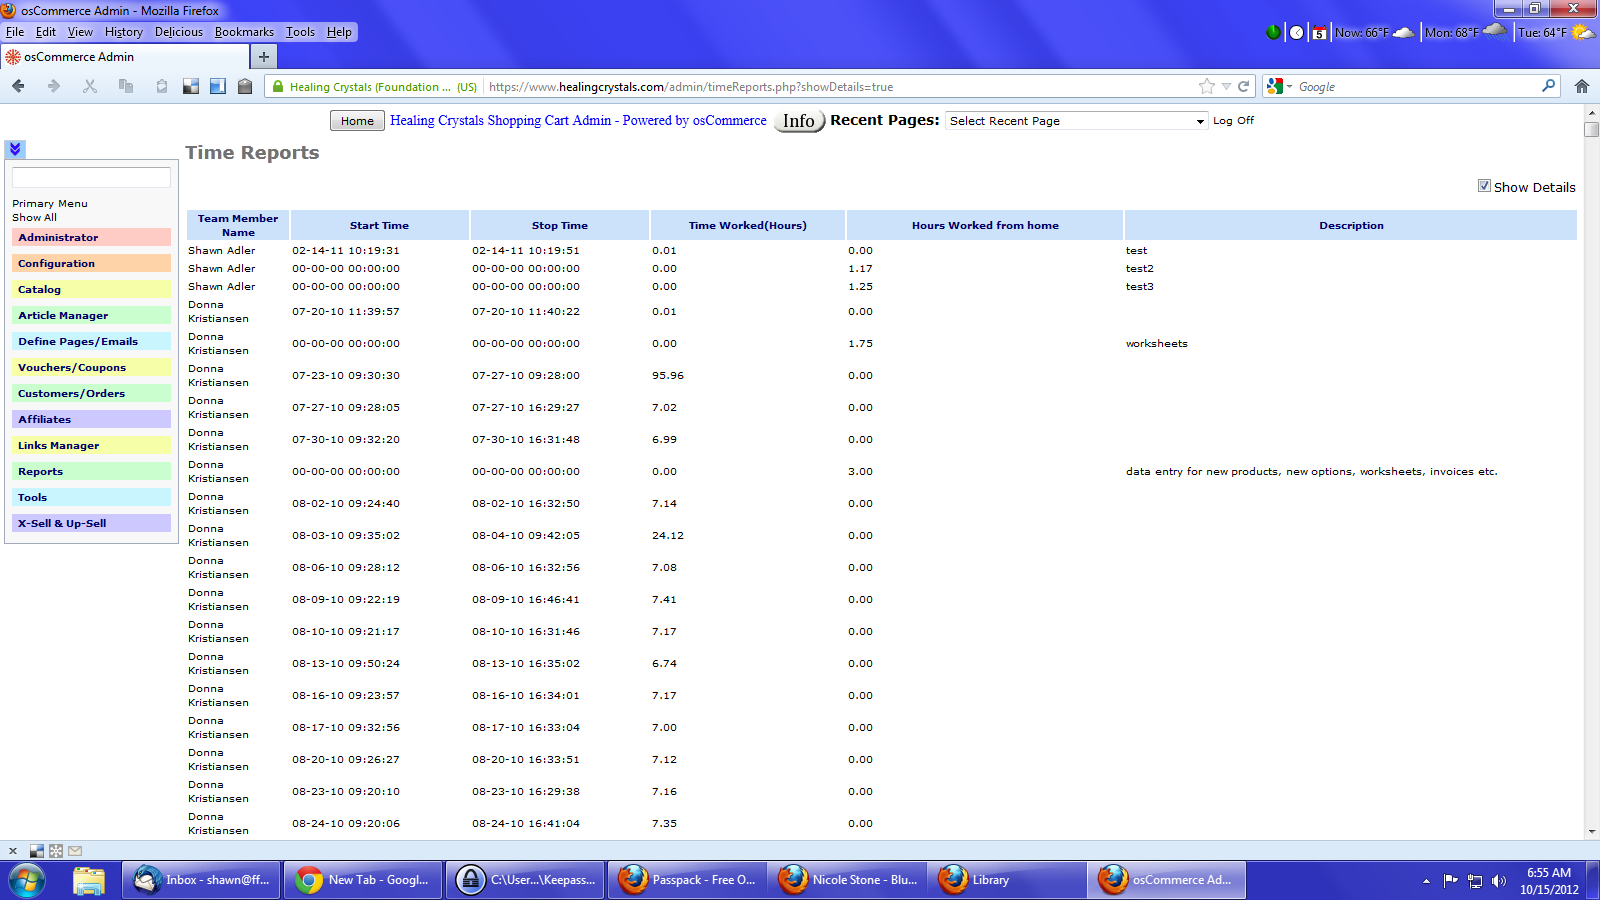 osCommerce Admin - Mozilla Firefox
File Edit View History Delicious Bookmarks Tools Help
5 Now: 66°F Mon: 68°F Tue: 64°F
osCommerce Admin
Healing Crystals (Foundation ... (US) https://www.healingcrystals.com/admin/timeReports.php?showDetails=true Google
Home Healing Crystals Shopping Cart Admin - Powered by osCommerce Info Recent Pages: Select Recent Page Log Off
Time Reports
Show Details
Primary Menu
Show All
Administrator
Configuration
Catalog
Article Manager
Define Pages/Emails
Vouchers/Coupons
Customers/Orders
Affiliates
Links Manager
Reports
Tools
X-Sell & Up-Sell
Team Member Name Start Time Stop Time Time Worked(Hours) Hours Worked from home Description
Shawn Adler 02-14-11 10:19:31 02-14-11 10:19:51 0.01 0.00 test
Shawn Adler 00-00-00 00:00:00 00-00-00 00:00:00 0.00 1.17 test2
Shawn Adler 00-00-00 00:00:00 00-00-00 00:00:00 0.00 1.25 test3
Donna Kristiansen 07-20-10 11:39:57 07-20-10 11:40:22 0.01 0.00
Donna Kristiansen 00-00-00 00:00:00 00-00-00 00:00:00 0.00 1.75 worksheets
Donna Kristiansen 07-23-10 09:30:30 07-27-10 09:28:00 95.96 0.00
Donna Kristiansen 07-27-10 09:28:05 07-27-10 16:29:27 7.02 0.00
Donna Kristiansen 07-30-10 09:32:20 07-30-10 16:31:48 6.99 0.00
Donna Kristiansen 00-00-00 00:00:00 00-00-00 00:00:00 0.00 3.00 data entry for new products, new options, worksheets, invoices etc.
Donna Kristiansen 08-02-10 09:24:40 08-02-10 16:32:50 7.14 0.00
Donna Kristiansen 08-03-10 09:35:02 08-04-10 09:42:05 24.12 0.00
Donna Kristiansen 08-06-10 09:28:12 08-06-10 16:32:56 7.08 0.00
Donna Kristiansen 08-09-10 09:22:19 08-09-10 16:46:41 7.41 0.00
Donna Kristiansen 08-10-10 09:21:17 08-10-10 16:31:46 7.17 0.00
Donna Kristiansen 08-13-10 09:50:24 08-13-10 16:35:02 6.74 0.00
Donna Kristiansen 08-16-10 09:23:57 08-16-10 16:34:01 7.17 0.00
Donna Kristiansen 08-17-10 09:32:56 08-17-10 16:33:04 7.00 0.00
Donna Kristiansen 08-20-10 09:26:27 08-20-10 16:33:51 7.12 0.00
Donna Kristiansen 08-23-10 09:20:10 08-23-10 16:29:38 7.16 0.00
Donna Kristiansen 08-24-10 09:20:06 08-24-10 16:41:04 7.35 0.00
Inbox - shawn@ff... New Tab - Googl... C:\User...\Keepass... Passpack - Free O... Nicole Stone - Blu... Library osCommerce Ad... 6:55 AM
10/15/2012